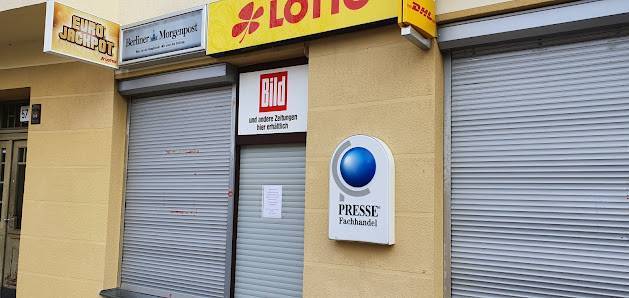 EURO
JACKPOT
Berliner Morgenpost
LOTTO
DHL
Bild
und andere Zeitungen
hier erhältlich
57
PRESSE
Fachhandel